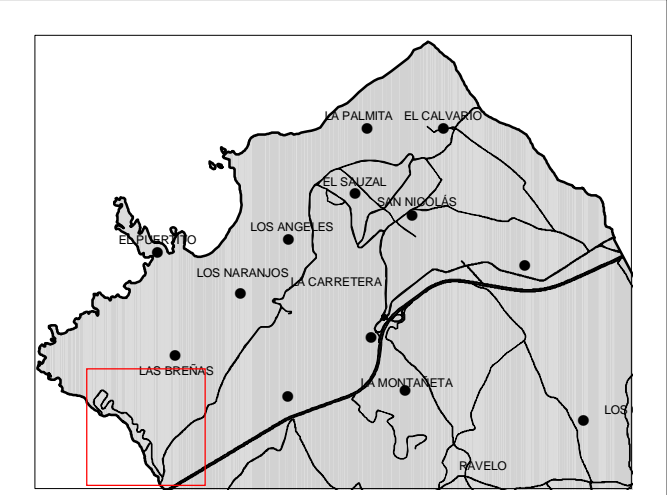 LA PALMITA
EL CALVARIO
EL SAUZAL
SAN NICOLÁS
LOS ANGELES
EL PUERTITO
LOS NARANJOS
LA CARRETERA
LAS BREÑAS
LA MONTAÑETA
LOS
RAVELO